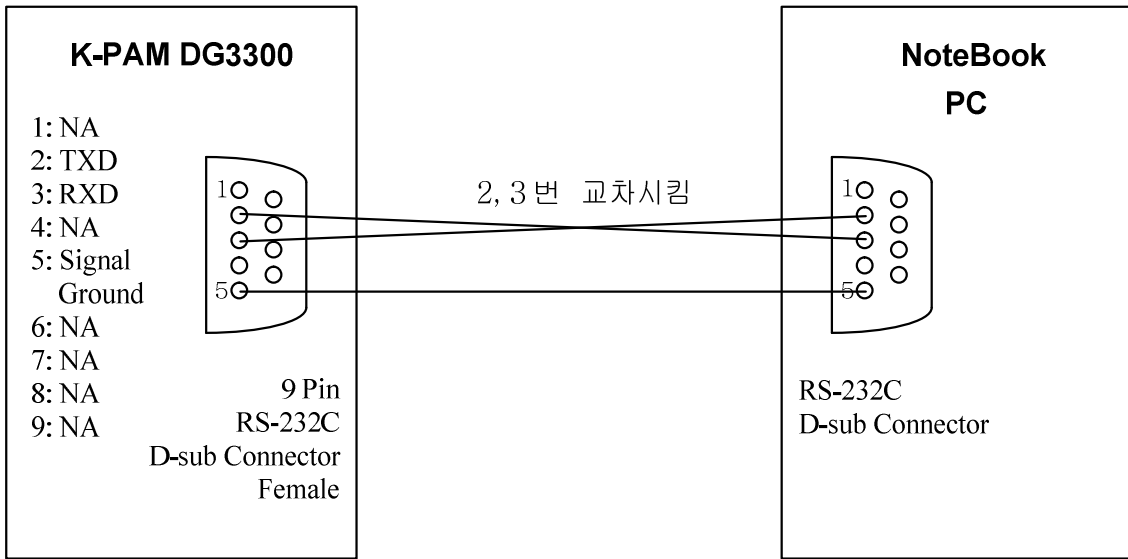 K-PAM DG3300
1: NA
2: TXD
3: RXD
4: NA
5: Signal
Ground
6: NA
7: NA
8: NA
9: NA
1
5
9 Pin
RS-232C
D-sub Connector
Female
2, 3번 교차시킴
NoteBook
PC
1
5
RS-232C
D-sub Connector